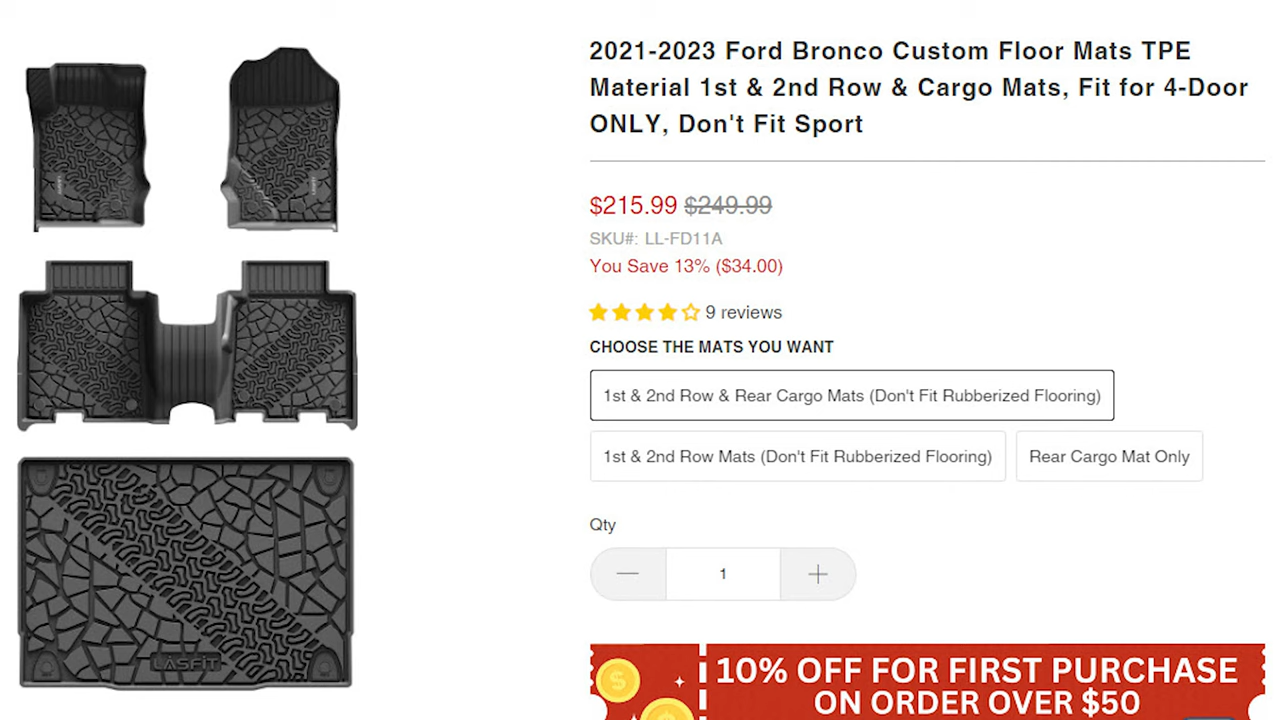 2021-2023 Ford Bronco Custom Floor Mats TPE
Material 1st & 2nd Row & Cargo Mats, Fit for 4-Door
ONLY, Don't Fit Sport
$215.99 $249.99
SKU#: LL-FD11A
You Save 13% ($34.00)
9 reviews
CHOOSE THE MATS YOU WANT
1st & 2nd Row & Rear Cargo Mats (Don't Fit Rubberized Flooring)
1st & 2nd Row Mats (Don't Fit Rubberized Flooring)
Rear Cargo Mat Only
Qty
1
LASFIT
10% OFF FOR FIRST PURCHASE
ON ORDER OVER $50